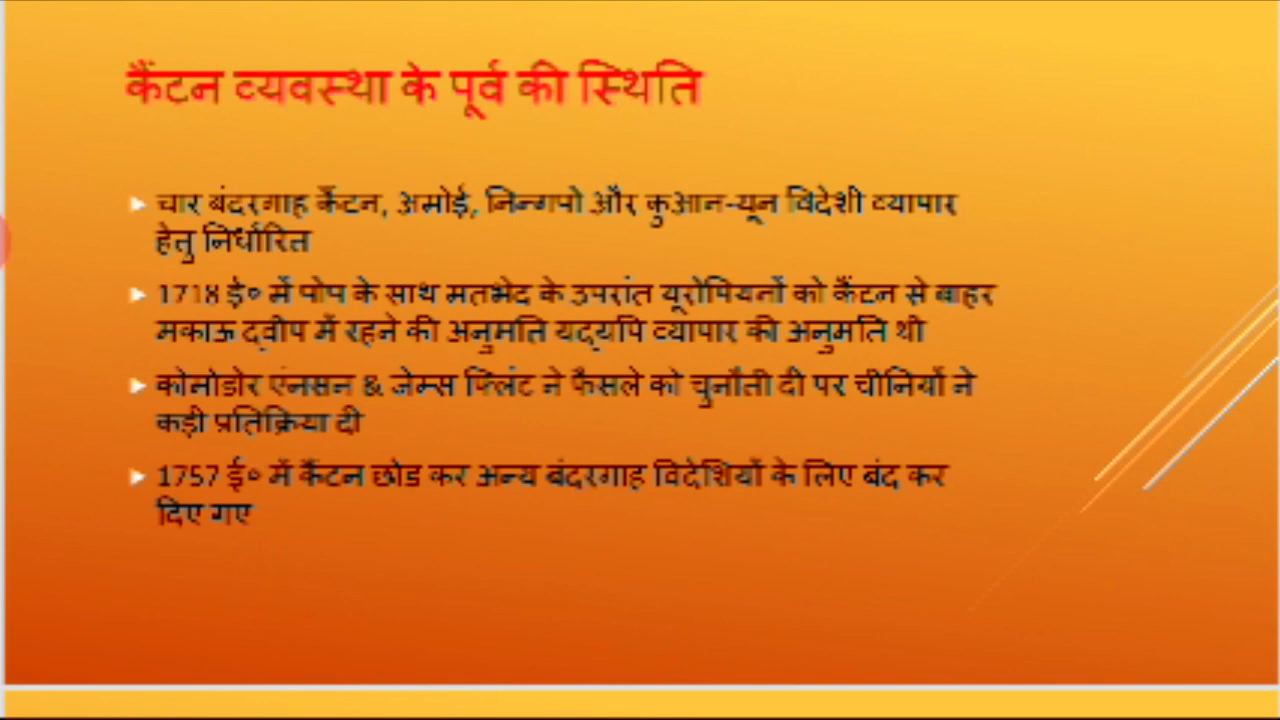 कैंटन व्यवस्था के पूर्व की स्थिति
चार बंदरगाह कैंटन, अमोई, निन्गपो और कुआन-यून विदेशी व्यापार
हेतु निर्धारित
1718 ई० में पोप के साथ मतभेद के उपरांत यूरोपियनों को कैंटन से बाहर
मकाऊ द्वीप में रहने की अनुमति यद्यपि व्यापार की अनुमति थी
कोमोडोर एंनसन & जेम्स फ्लिंट ने फैसले को चुनौती दी पर चीनियों ने
कड़ी प्रतिक्रिया दी
1757 ई० में कैंटन छोड कर अन्य बंदरगाह विदेशियों के लिए बंद कर
दिए गए